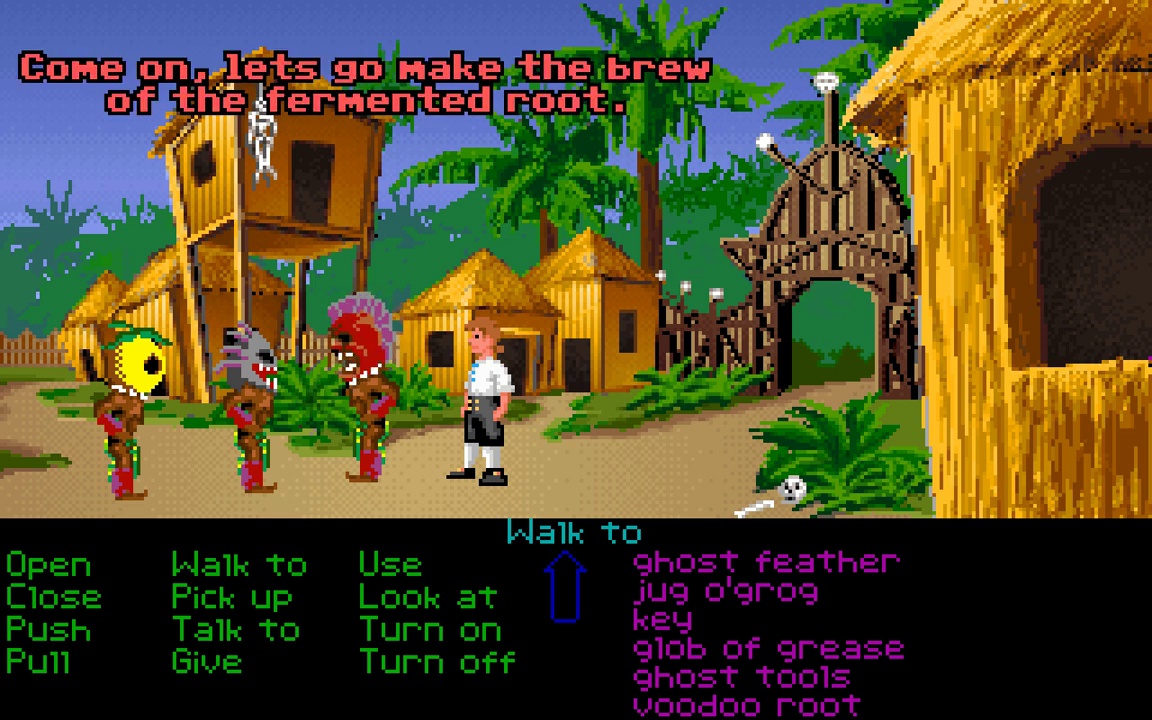 Come on, lets go make the brew
of the fermented root.
Walk to
Open Walk to Use
Close Pick up Look at
Push Talk to Turn on
Pull Give Turn off
ghost feather
jug o'grog
key
glob of grease
ghost tools
voodoo root